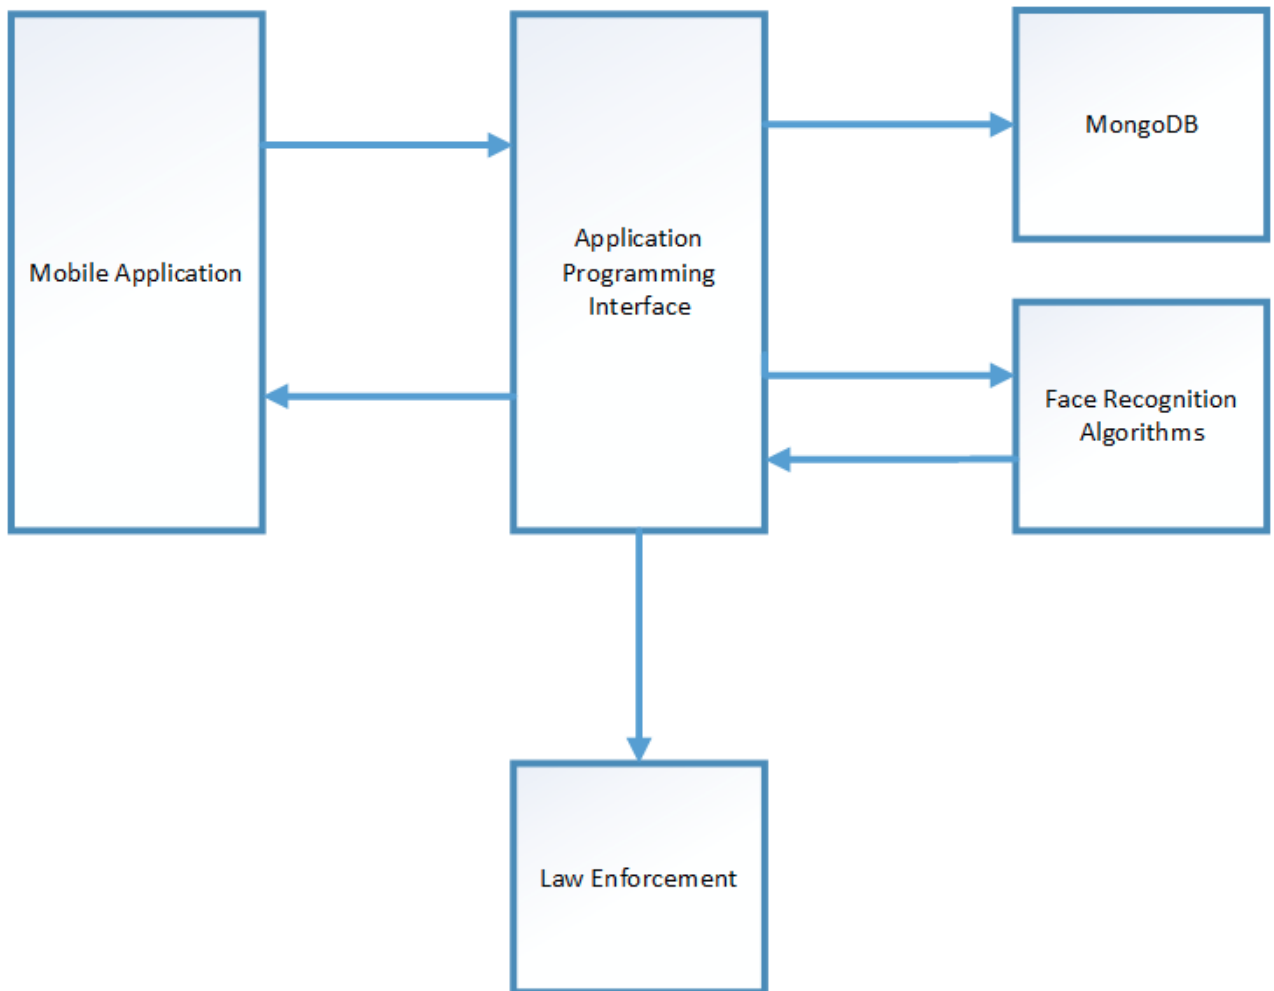 Mobile Application
Application
Programming
Interface
MongoDB
Face Recognition
Algorithms
Law Enforcement